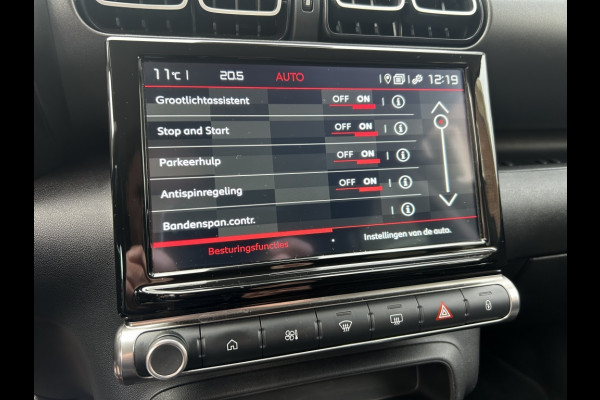 11°C 20.5 AUTO 12:19
Grootlichtassistent OFF ON
Stop and Start OFF ON
Parkeerhulp OFF ON
Antispinregeling OFF ON
Bandenspan.contr.
Besturingsfuncties Instellingen van de auto.